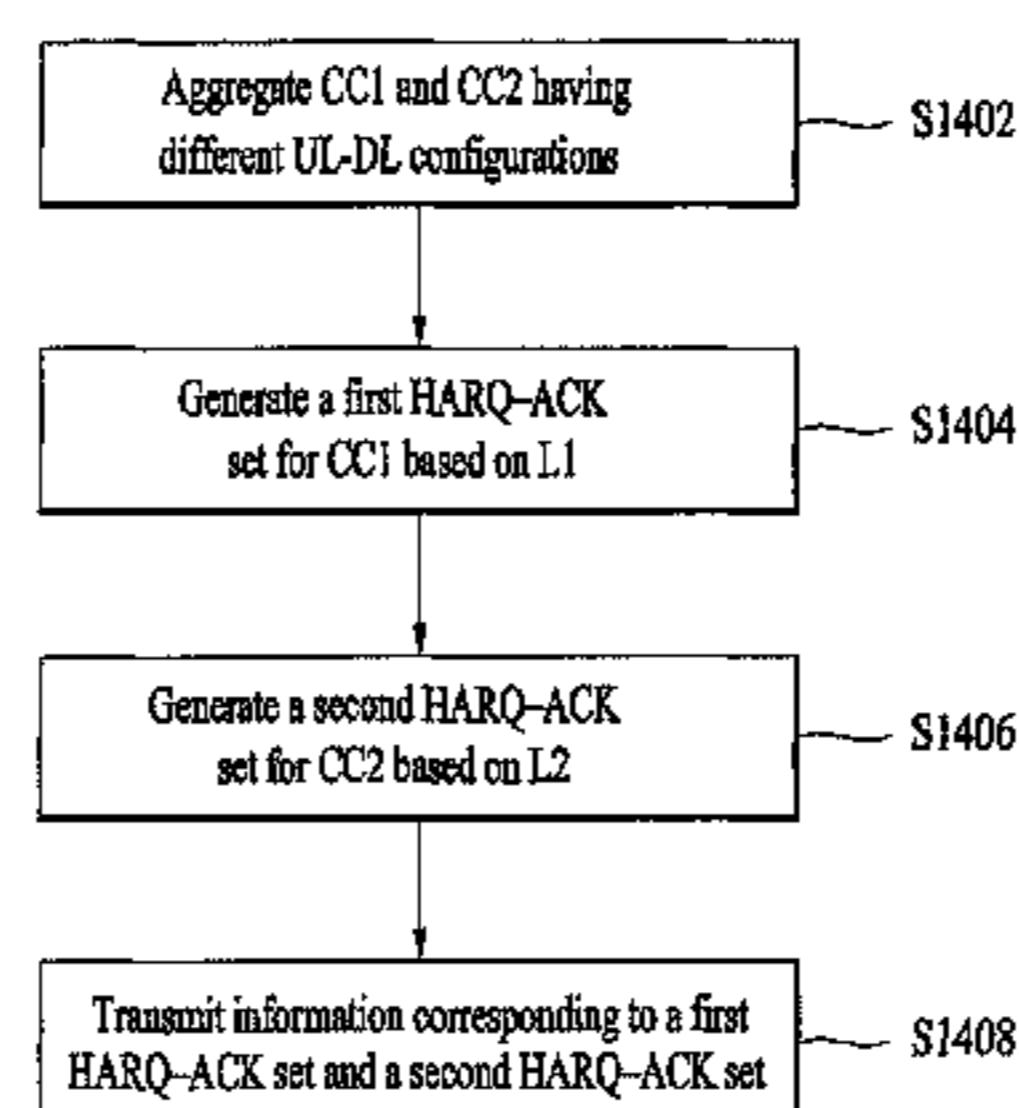 Aggregate CC1 and CC2 having
different UL-DL configurations
S1402
Generate a first HARQ-ACK
set for CC1 based on L1
S1404
Generate a second HARQ-ACK
set for CC2 based on L2
S1406
Transmit information corresponding to a first
HARQ-ACK set and a second HARQ-ACK set
S1408